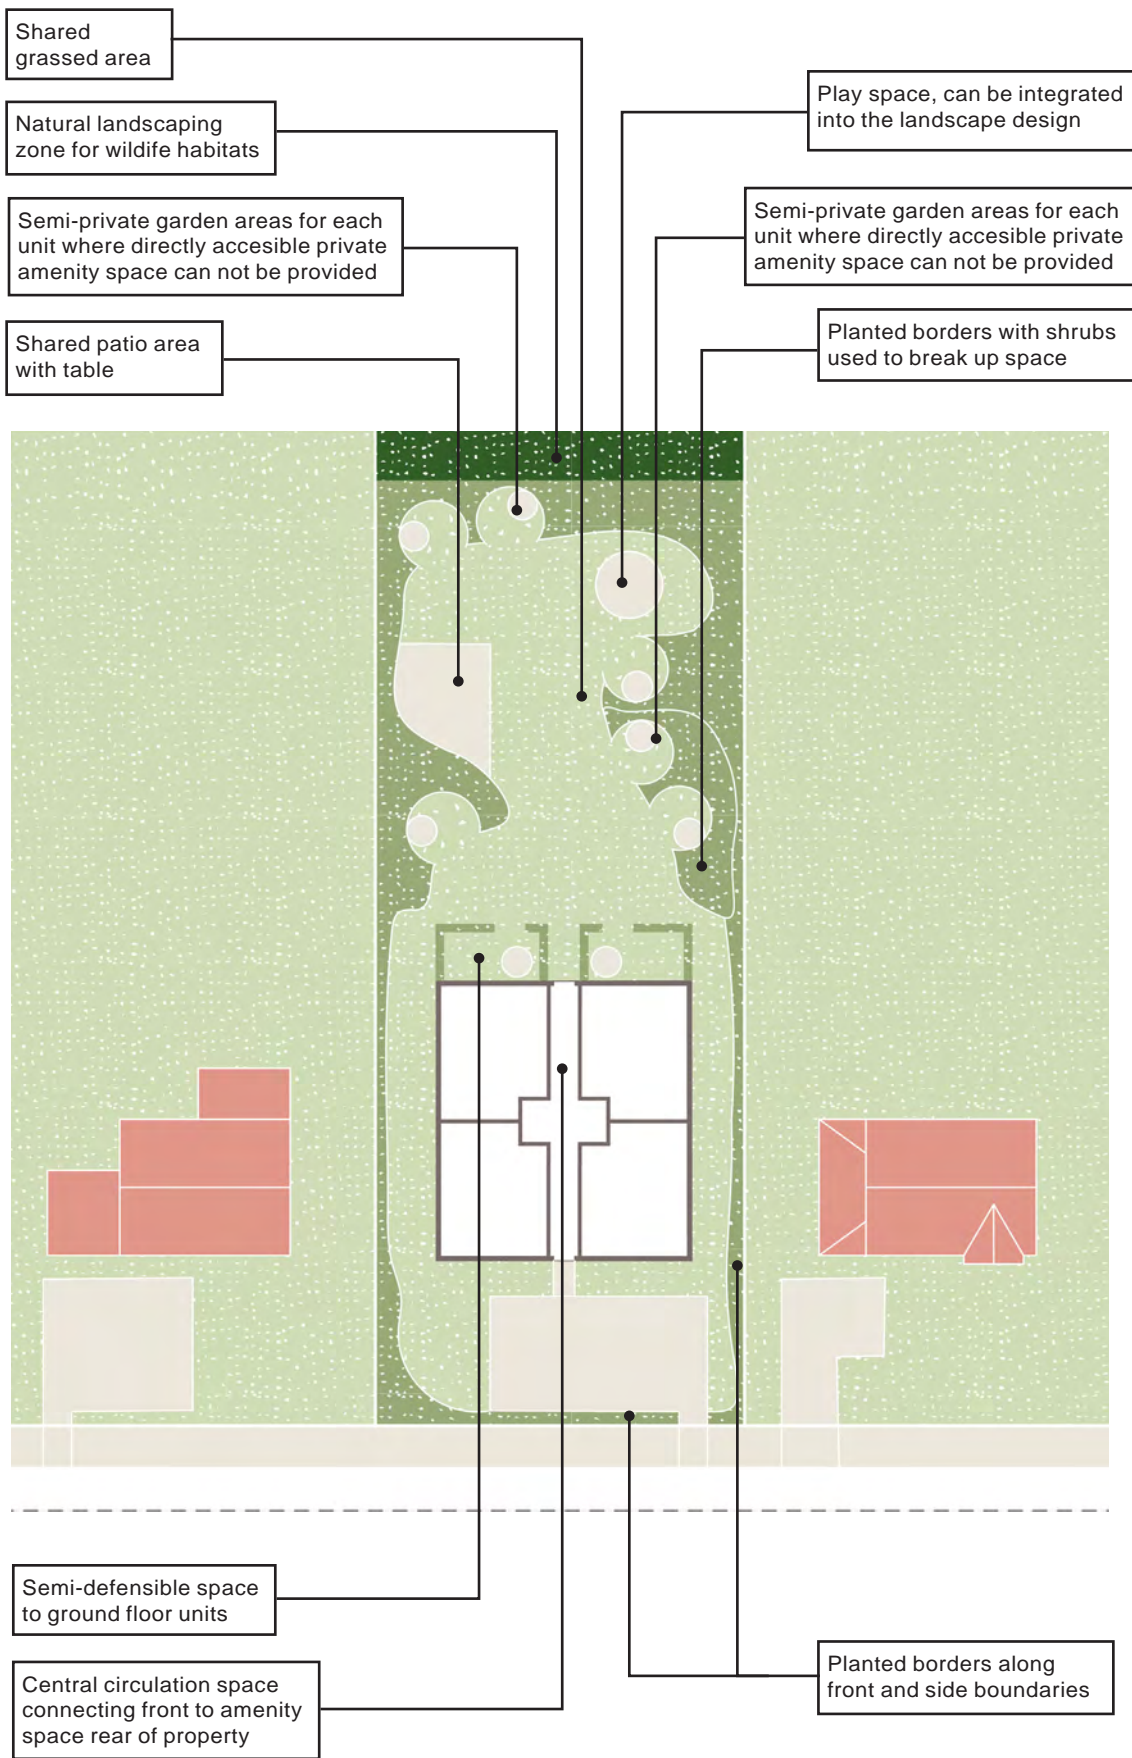 Shared
grassed area
Natural landscaping
zone for wildife habitats
Semi-private garden areas for each
unit where directly accesible private
amenity space can not be provided
Shared patio area
with table
Play space, can be integrated
into the landscape design
Semi-private garden areas for each
unit where directly accesible private
amenity space can not be provided
Planted borders with shrubs
used to break up space
Semi-defensible space
to ground floor units
Central circulation space
connecting front to amenity
space rear of property
Planted borders along
front and side boundaries